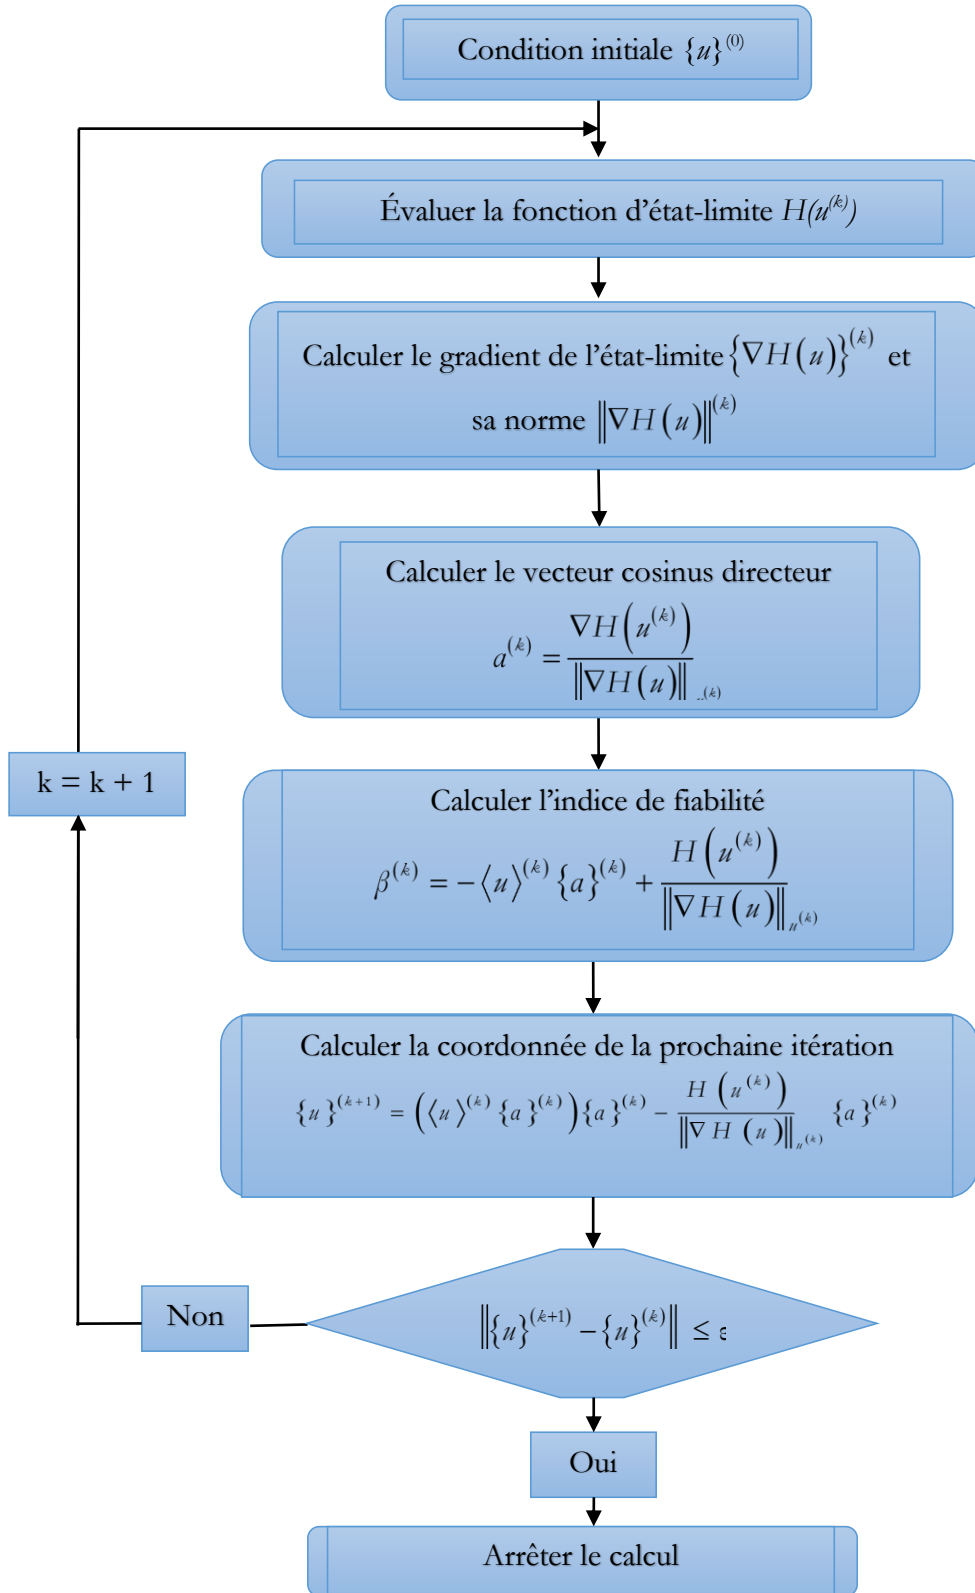 Condition initiale {u}^(0)
Évaluer la fonction d'état-limite H(u^(k))
Calculer le gradient de l'état-limite {∇H(u)}^(k) et
sa norme ‖∇H(u)‖^(k)
Calculer le vecteur cosinus directeur
a^(k) = ∇H(u^(k)) / ‖∇H(u)‖_u^(k)
k = k + 1
Calculer l'indice de fiabilité
β^(k) = −⟨u⟩^(k) {a}^(k) + H(u^(k)) / ‖∇H(u)‖_u^(k)
Calculer la coordonnée de la prochaine itération
{u}^(k+1) = (⟨u⟩^(k) {a}^(k)) {a}^(k) − H(u^(k)) / ‖∇H(u)‖_u^(k) {a}^(k)
Non
‖{u}^(k+1) − {u}^(k)‖ ≤ ε
Oui
Arrêter le calcul